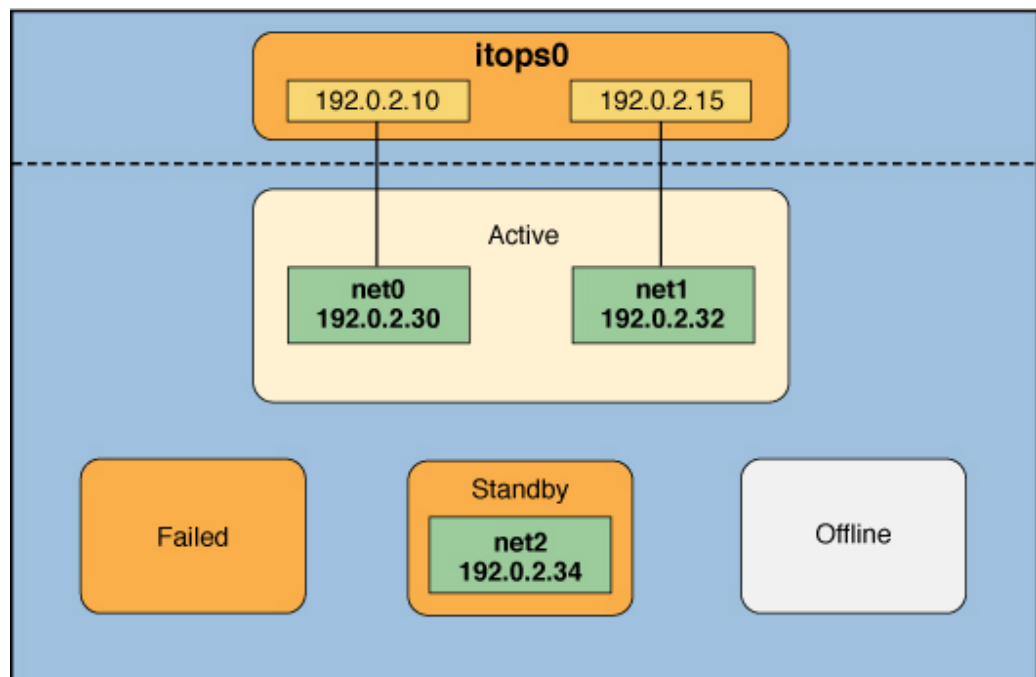 itops0
192.0.2.10
192.0.2.15
Active
net0
192.0.2.30
net1
192.0.2.32
Failed
Standby
net2
192.0.2.34
Offline